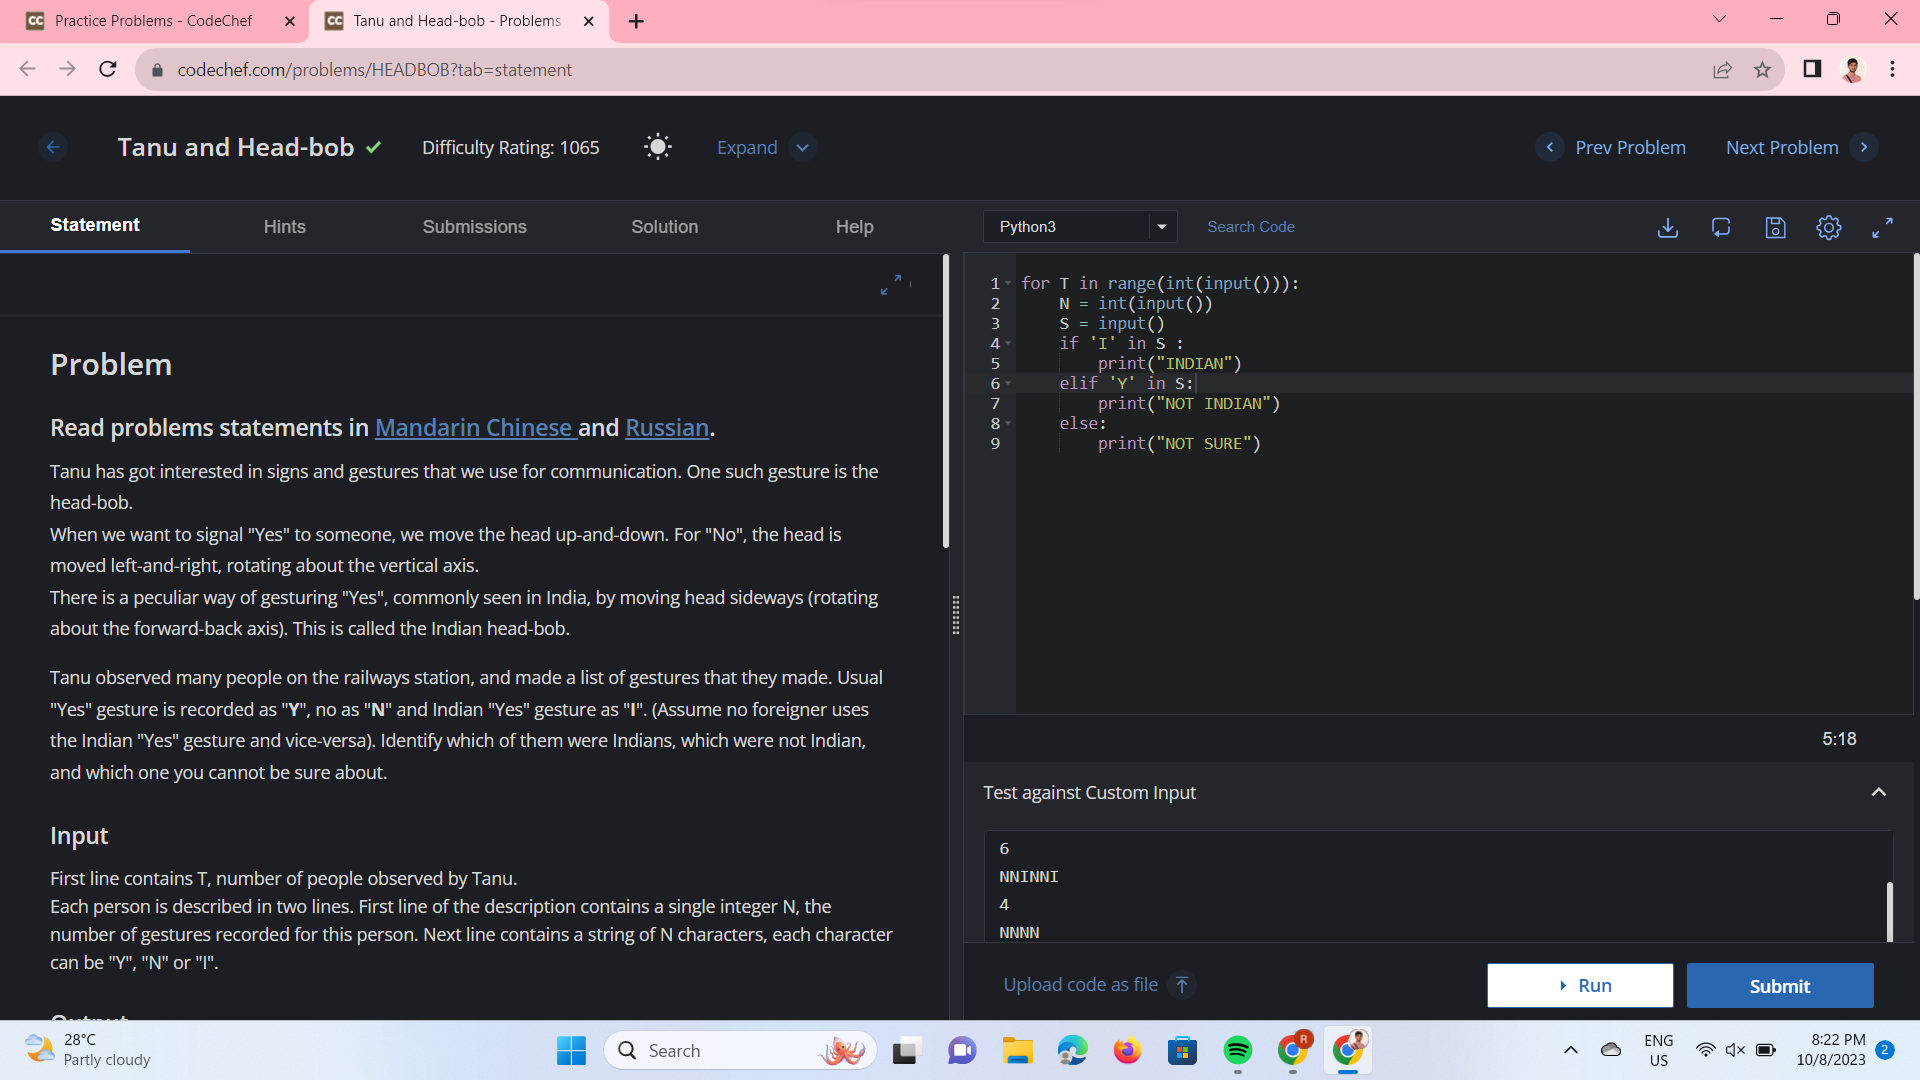 Practice Problems - CodeChef
Tanu and Head-bob - Problems
codechef.com/problems/HEADBOB?tab=statement
Tanu and Head-bob
Difficulty Rating: 1065
Expand
Prev Problem
Next Problem
Statement
Hints
Submissions
Solution
Help
Python3
Search Code
Problem
Read problems statements in Mandarin Chinese and Russian.
Tanu has got interested in signs and gestures that we use for communication. One such gesture is the
head-bob.
When we want to signal "Yes" to someone, we move the head up-and-down. For "No", the head is
moved left-and-right, rotating about the vertical axis.
There is a peculiar way of gesturing "Yes", commonly seen in India, by moving head sideways (rotating
about the forward-back axis). This is called the Indian head-bob.
Tanu observed many people on the railways station, and made a list of gestures that they made. Usual
"Yes" gesture is recorded as "Y", no as "N" and Indian "Yes" gesture as "I". (Assume no foreigner uses
the Indian "Yes" gesture and vice-versa). Identify which of them were Indians, which were not Indian,
and which one you cannot be sure about.
Input
First line contains T, number of people observed by Tanu.
Each person is described in two lines. First line of the description contains a single integer N, the
number of gestures recorded for this person. Next line contains a string of N characters, each character
can be "Y", "N" or "I".
Output
1 for T in range(int(input())):
2     N = int(input())
3     S = input()
4     if 'I' in S :
5         print("INDIAN")
6     elif 'Y' in S:
7         print("NOT INDIAN")
8     else:
9         print("NOT SURE")
5:18
Test against Custom Input
6
NNINNI
4
NNNN
Upload code as file
Run
Submit
28°C
Partly cloudy
Search
R
ENG
US
8:22 PM
10/8/2023
2